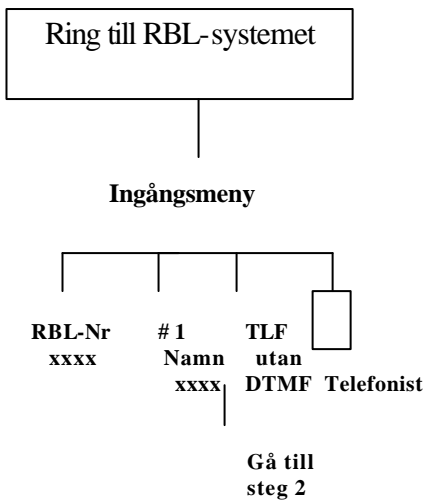 Ring till RBL-systemet
Ingångsmeny
RBL-Nr
xxxx
# 1
Namn
xxxx
TLF
utan
DTMF
Telefonist
Gå till
steg 2